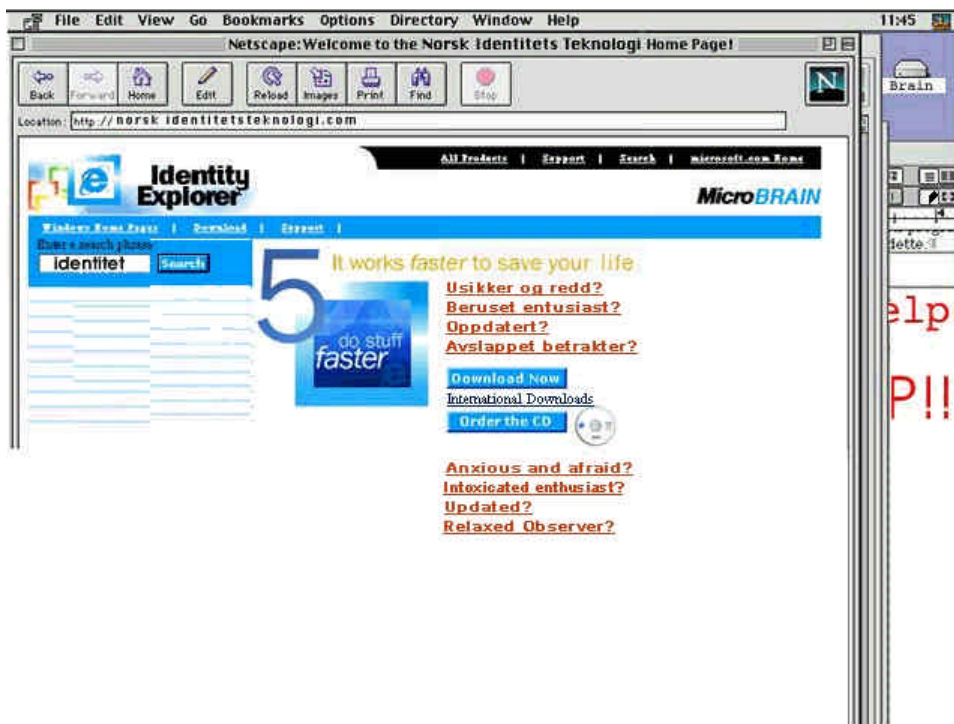 File Edit View Go Bookmarks Options Directory Window Help 11:45
Netscape: Welcome to the Norsk Identitets Teknologi Home Page!
Back Forward Home Edit Reload Images Print Find Stop
N
Brain
Location: http://norsk identitetsteknologi.com
All Products | Support | Search | microsoft.com Home
Identity
Explorer
MicroBRAIN
Windows Home Pages | Download | Support |
Enter a search phrase
identitet Search
dette.
5
It works faster to save your life
do stuff
faster
Usikker og redd?
Beruset entusiast?
Oppdatert?
Avslappet betrakter?
Download Now
International Downloads
Order the CD
elp
P!!
Anxious and afraid?
Intoxicated enthusiast?
Updated?
Relaxed Observer?